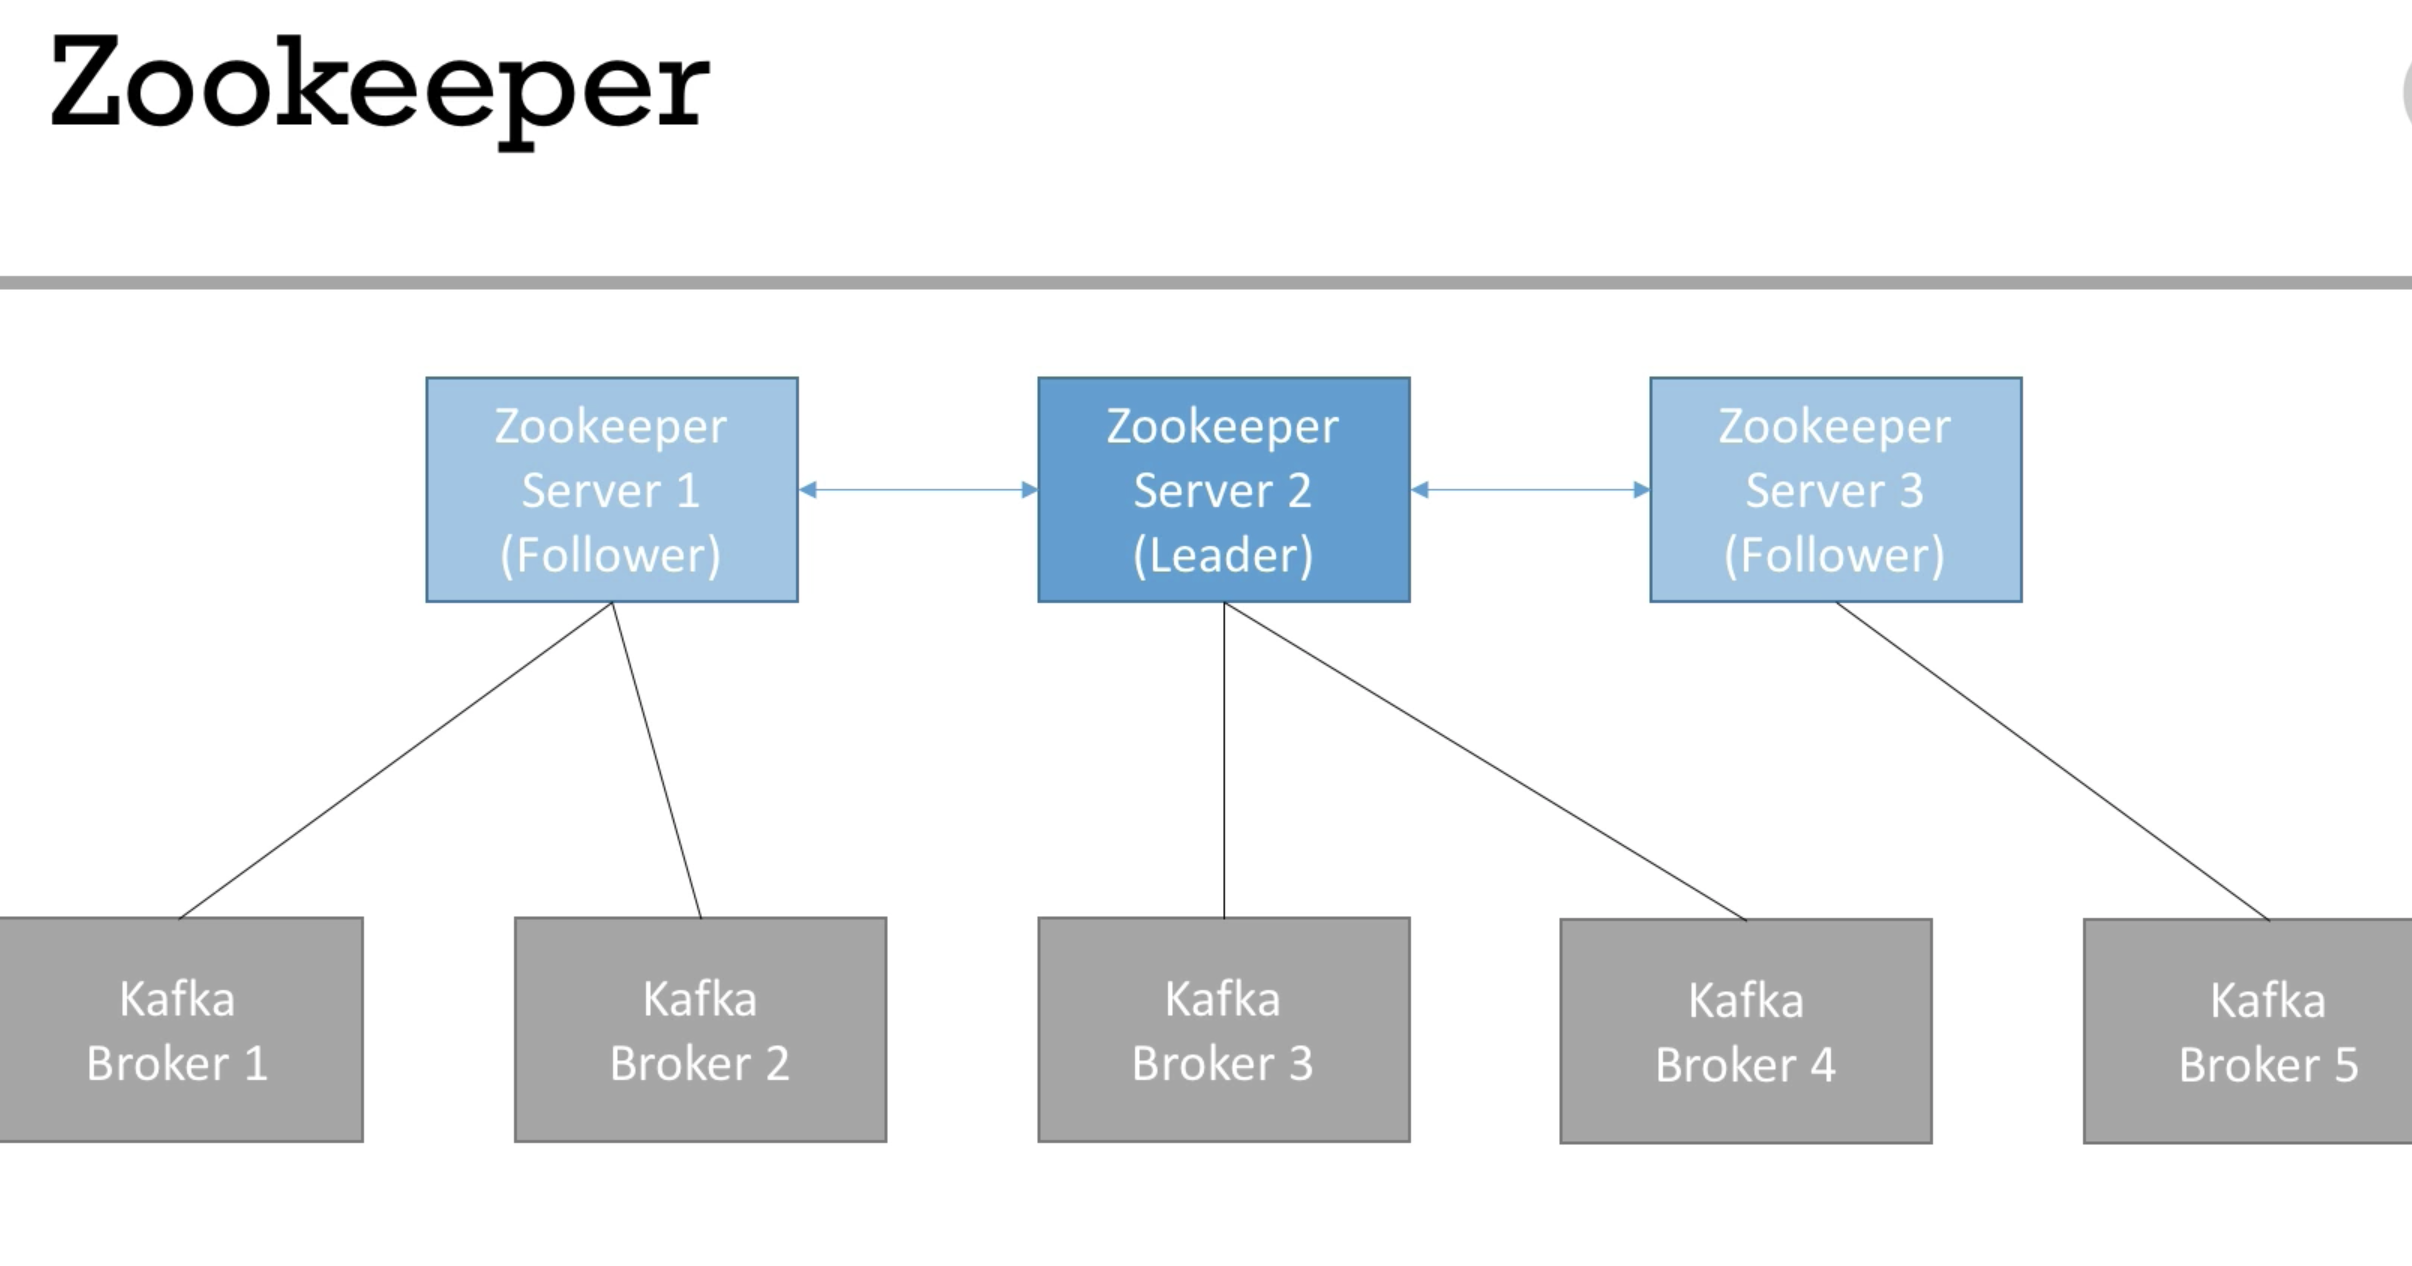 Zookeeper
Zookeeper
Server 1
(Follower)
Zookeeper
Server 2
(Leader)
Zookeeper
Server 3
(Follower)
Kafka
Broker 1
Kafka
Broker 2
Kafka
Broker 3
Kafka
Broker 4
Kafka
Broker 5